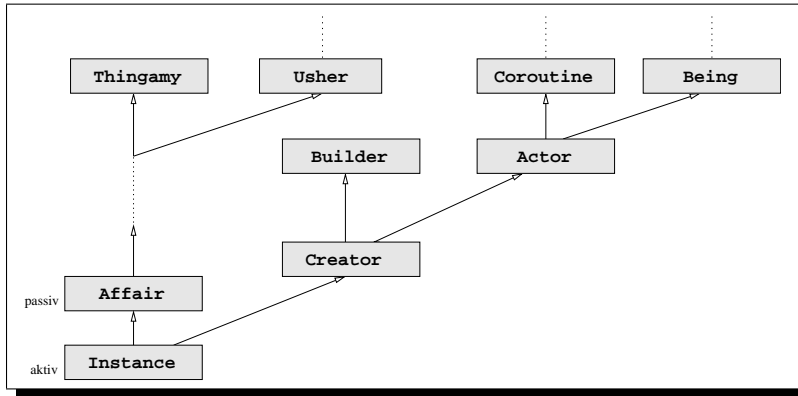 Thingamy
Usher
Coroutine
Being
Builder
Actor
Creator
passiv
Affair
aktiv
Instance